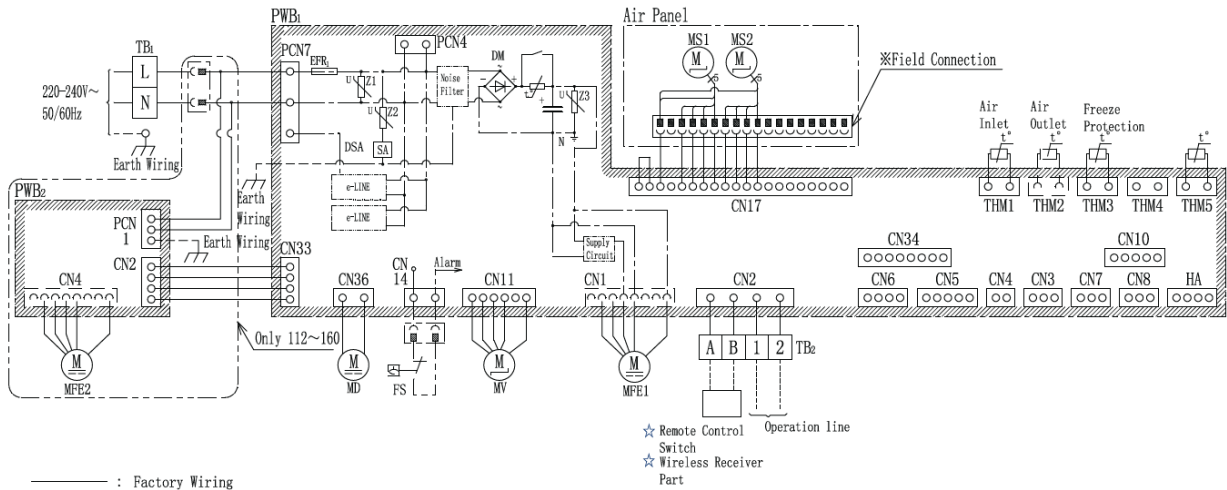 Air Panel
PWB₁
TB₁
PCN7
EFR₁
PCN4
DM
MS1
MS2
M
M
5
5
※Field Connection
L
N
220-240V~
50/60Hz
Earth Wiring
U
Z1
U
Z2
SA
Noise
Filter
-
+
t°
+
U
Z3
N
DSA
e-LINE
e-LINE
Earth
Wiring
Air
Inlet
t°
Air
Outlet
t°
Freeze
Protection
t°
t°
THM1
THM2
THM3
THM4
THM5
CN17
PWB₂
PCN
1
Earth Wiring
CN2
CN4
CN33
CN36
CN
14
Alarm
CN11
Supply
Circuit
CN1
CN2
CN34
CN10
CN6
CN5
CN4
CN3
CN7
CN8
HA
Only 112~160
M
MFE2
M
MD
FS
M
MV
M
MFE1
A
B
1
2
TB₂
☆ Remote Control
Switch
☆ Wireless Receiver
Part
Operation line
: Factory Wiring